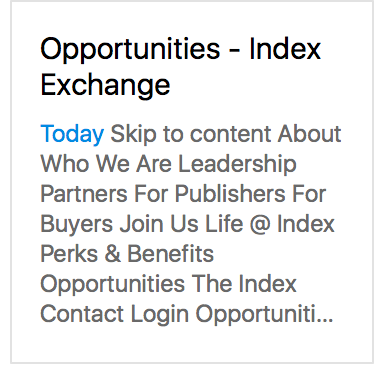 Opportunities - Index
Exchange
Today Skip to content About
Who We Are Leadership
Partners For Publishers For
Buyers Join Us Life @ Index
Perks & Benefits
Opportunities The Index
Contact Login Opportuniti...